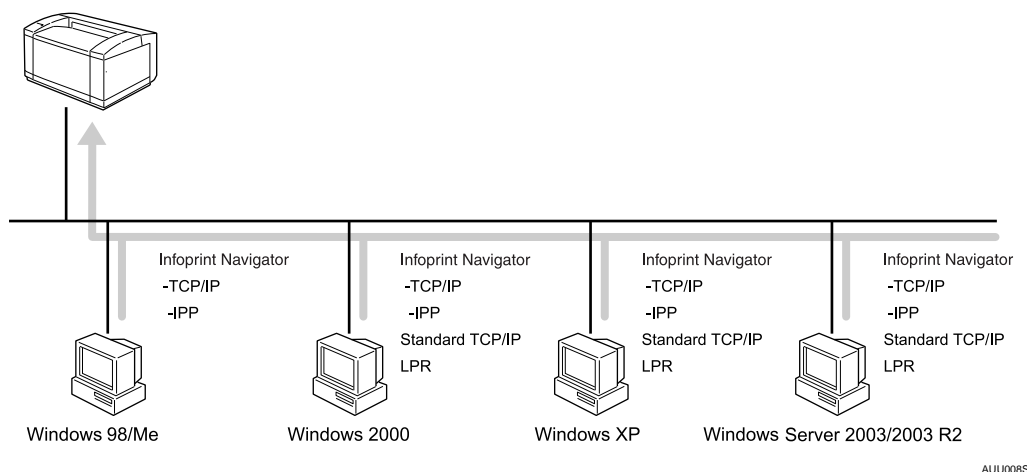 Infoprint Navigator
-TCP/IP
-IPP
Infoprint Navigator
-TCP/IP
-IPP
Standard TCP/IP
LPR
Infoprint Navigator
-TCP/IP
-IPP
Standard TCP/IP
LPR
Infoprint Navigator
-TCP/IP
-IPP
Standard TCP/IP
LPR
Windows 98/Me
Windows 2000
Windows XP
Windows Server 2003/2003 R2
AUU008S